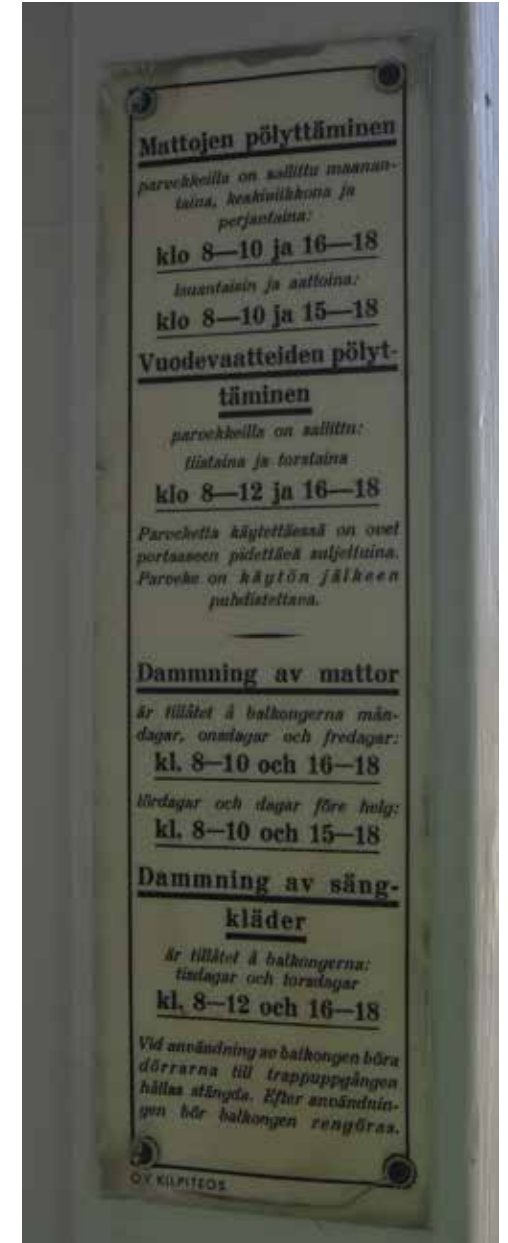 Mattojen pölyttäminen
parvekkeilla on sallittu maanan-
taina, keskiviikkona ja
perjantaina:
klo 8—10 ja 16—18
lauantaisin ja aattoina:
klo 8—10 ja 15—18
Vuodevaatteiden pölyt-
täminen
parvekkeilla on sallittu:
tiistaina ja torstaina
klo 8—12 ja 16—18
Parveketta käytettäessä on ovet
portaaseen pidettävä suljettuina.
Parveke on käytön jälkeen
puhdistettava.
Dammning av mattor
är tillåtet å balkongerna mån-
dagar, onsdagar och fredagar:
kl. 8—10 och 16—18
lördagar och dagar före helg:
kl. 8—10 och 15—18
Dammning av säng-
kläder
är tillåtet å balkongerna:
tisdagar och torsdagar
kl. 8—12 och 16—18
Vid användning av balkongen böra
dörrarna till trappuppgången
hållas stängda. Efter användnin-
gen bör balkongen rengöras.
OY KILPITEOS